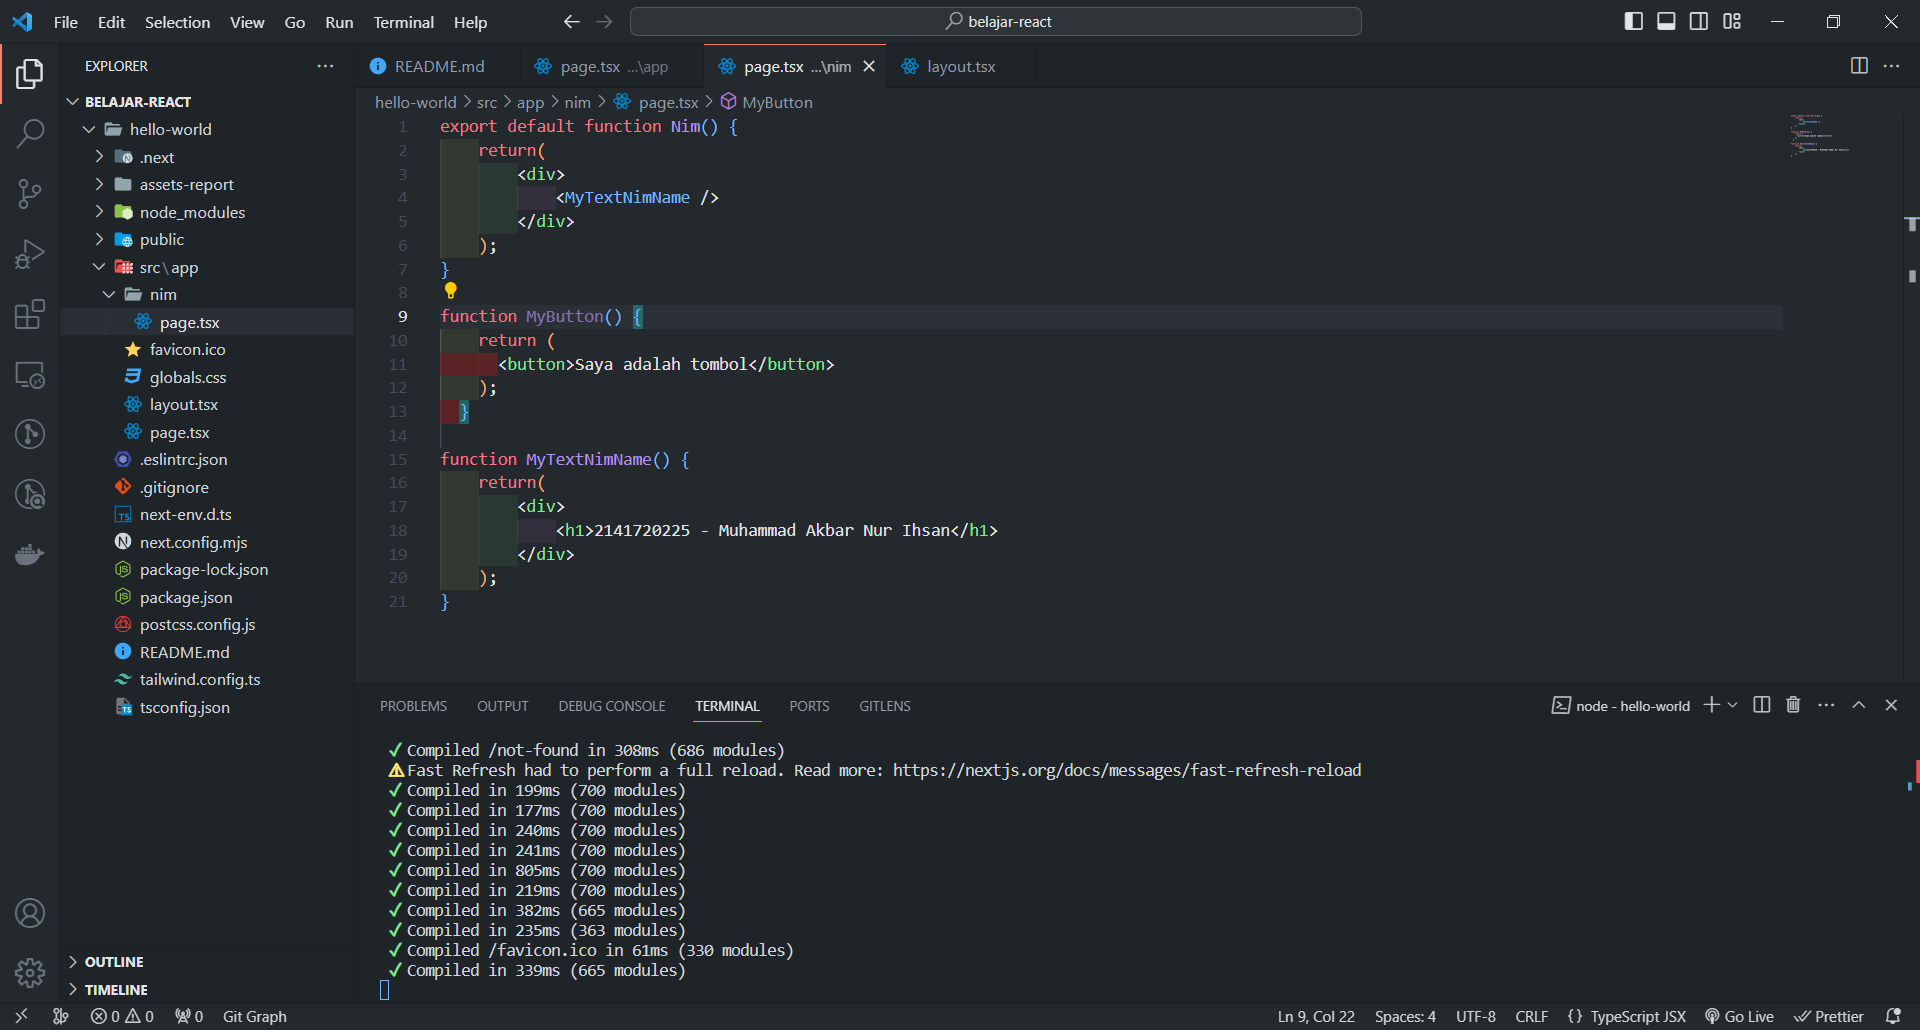 File Edit Selection View Go Run Terminal Help
belajar-react
EXPLORER
BELAJAR-REACT
hello-world
.next
assets-report
node_modules
public
src\app
nim
page.tsx
favicon.ico
globals.css
layout.tsx
page.tsx
.eslintrc.json
.gitignore
next-env.d.ts
next.config.mjs
package-lock.json
package.json
postcss.config.js
README.md
tailwind.config.ts
tsconfig.json
OUTLINE
TIMELINE
README.md page.tsx ...\app page.tsx ...\nim layout.tsx
hello-world > src > app > nim > page.tsx > MyButton
1 export default function Nim() {
2 return(
3 <div>
4 <MyTextNimName />
5 </div>
6 );
7 }
8
9 function MyButton() {
10 return (
11 <button>Saya adalah tombol</button>
12 );
13 }
14
15 function MyTextNimName() {
16 return(
17 <div>
18 <h1>2141720225 - Muhammad Akbar Nur Ihsan</h1>
19 </div>
20 );
21 }
PROBLEMS OUTPUT DEBUG CONSOLE TERMINAL PORTS GITLENS
node - hello-world
✓ Compiled /not-found in 308ms (686 modules)
⚠ Fast Refresh had to perform a full reload. Read more: https://nextjs.org/docs/messages/fast-refresh-reload
✓ Compiled in 199ms (700 modules)
✓ Compiled in 177ms (700 modules)
✓ Compiled in 240ms (700 modules)
✓ Compiled in 241ms (700 modules)
✓ Compiled in 805ms (700 modules)
✓ Compiled in 219ms (700 modules)
✓ Compiled in 382ms (665 modules)
✓ Compiled in 235ms (363 modules)
✓ Compiled /favicon.ico in 61ms (330 modules)
✓ Compiled in 339ms (665 modules)
0 0 0 Git Graph
Ln 9, Col 22 Spaces: 4 UTF-8 CRLF {} TypeScript JSX Go Live Prettier